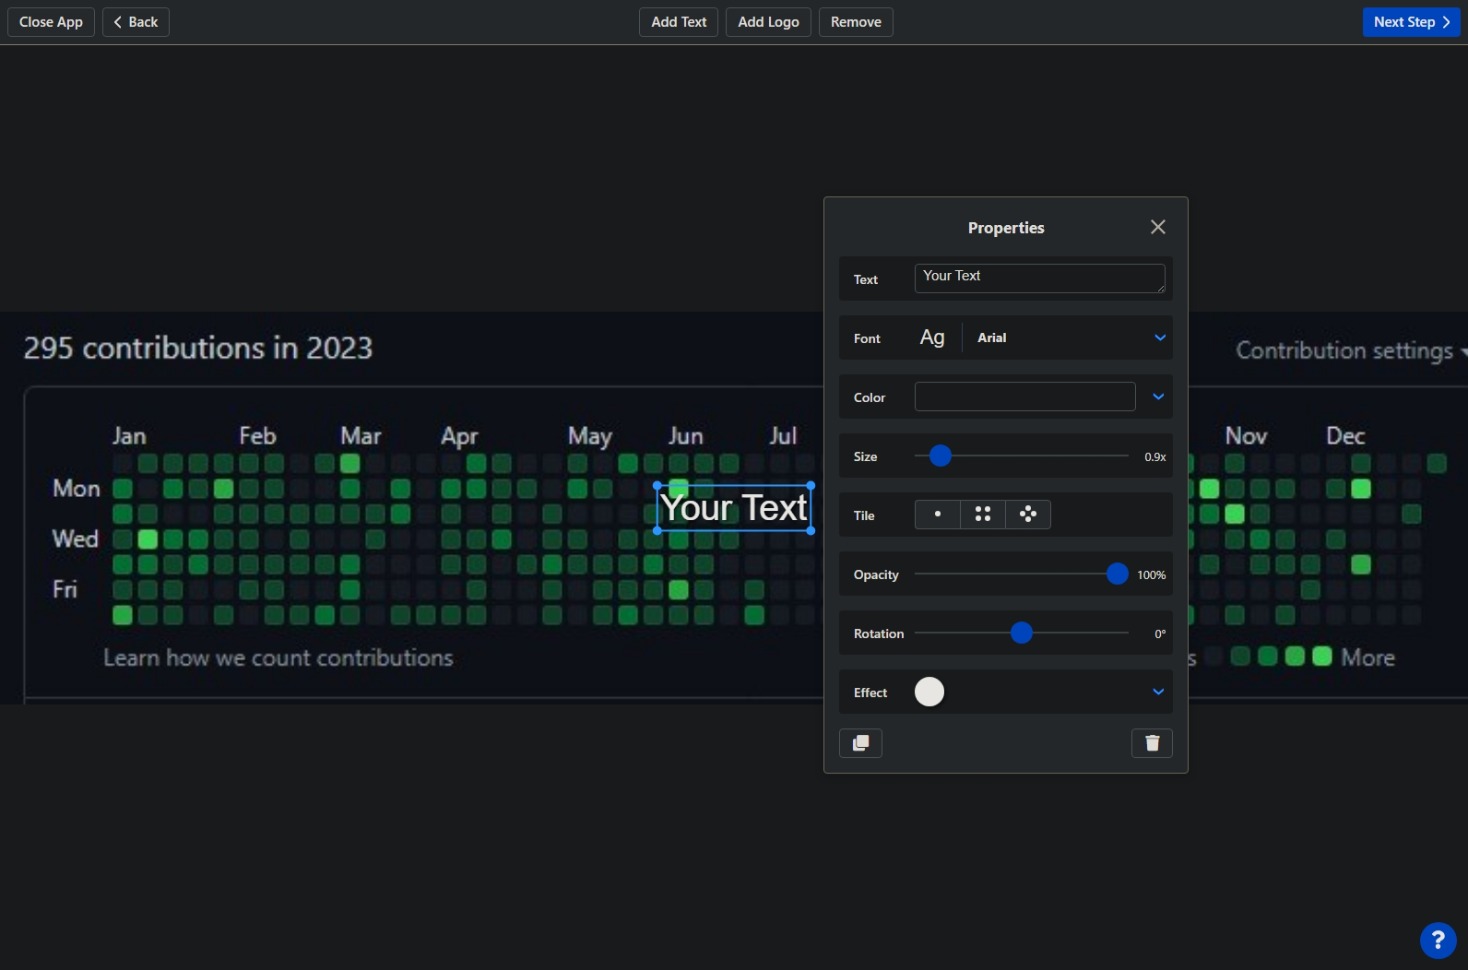 Close App
Back
Add Text
Add Logo
Remove
Next Step
295 contributions in 2023
Contribution settings
Jan Feb Mar Apr May Jun Jul Nov Dec
Mon
Wed
Fri
Your Text
Learn how we count contributions
More
Properties
Text Your Text
Font Ag Arial
Color
Size 0.9x
Tile
Opacity 100%
Rotation 0°
Effect
?